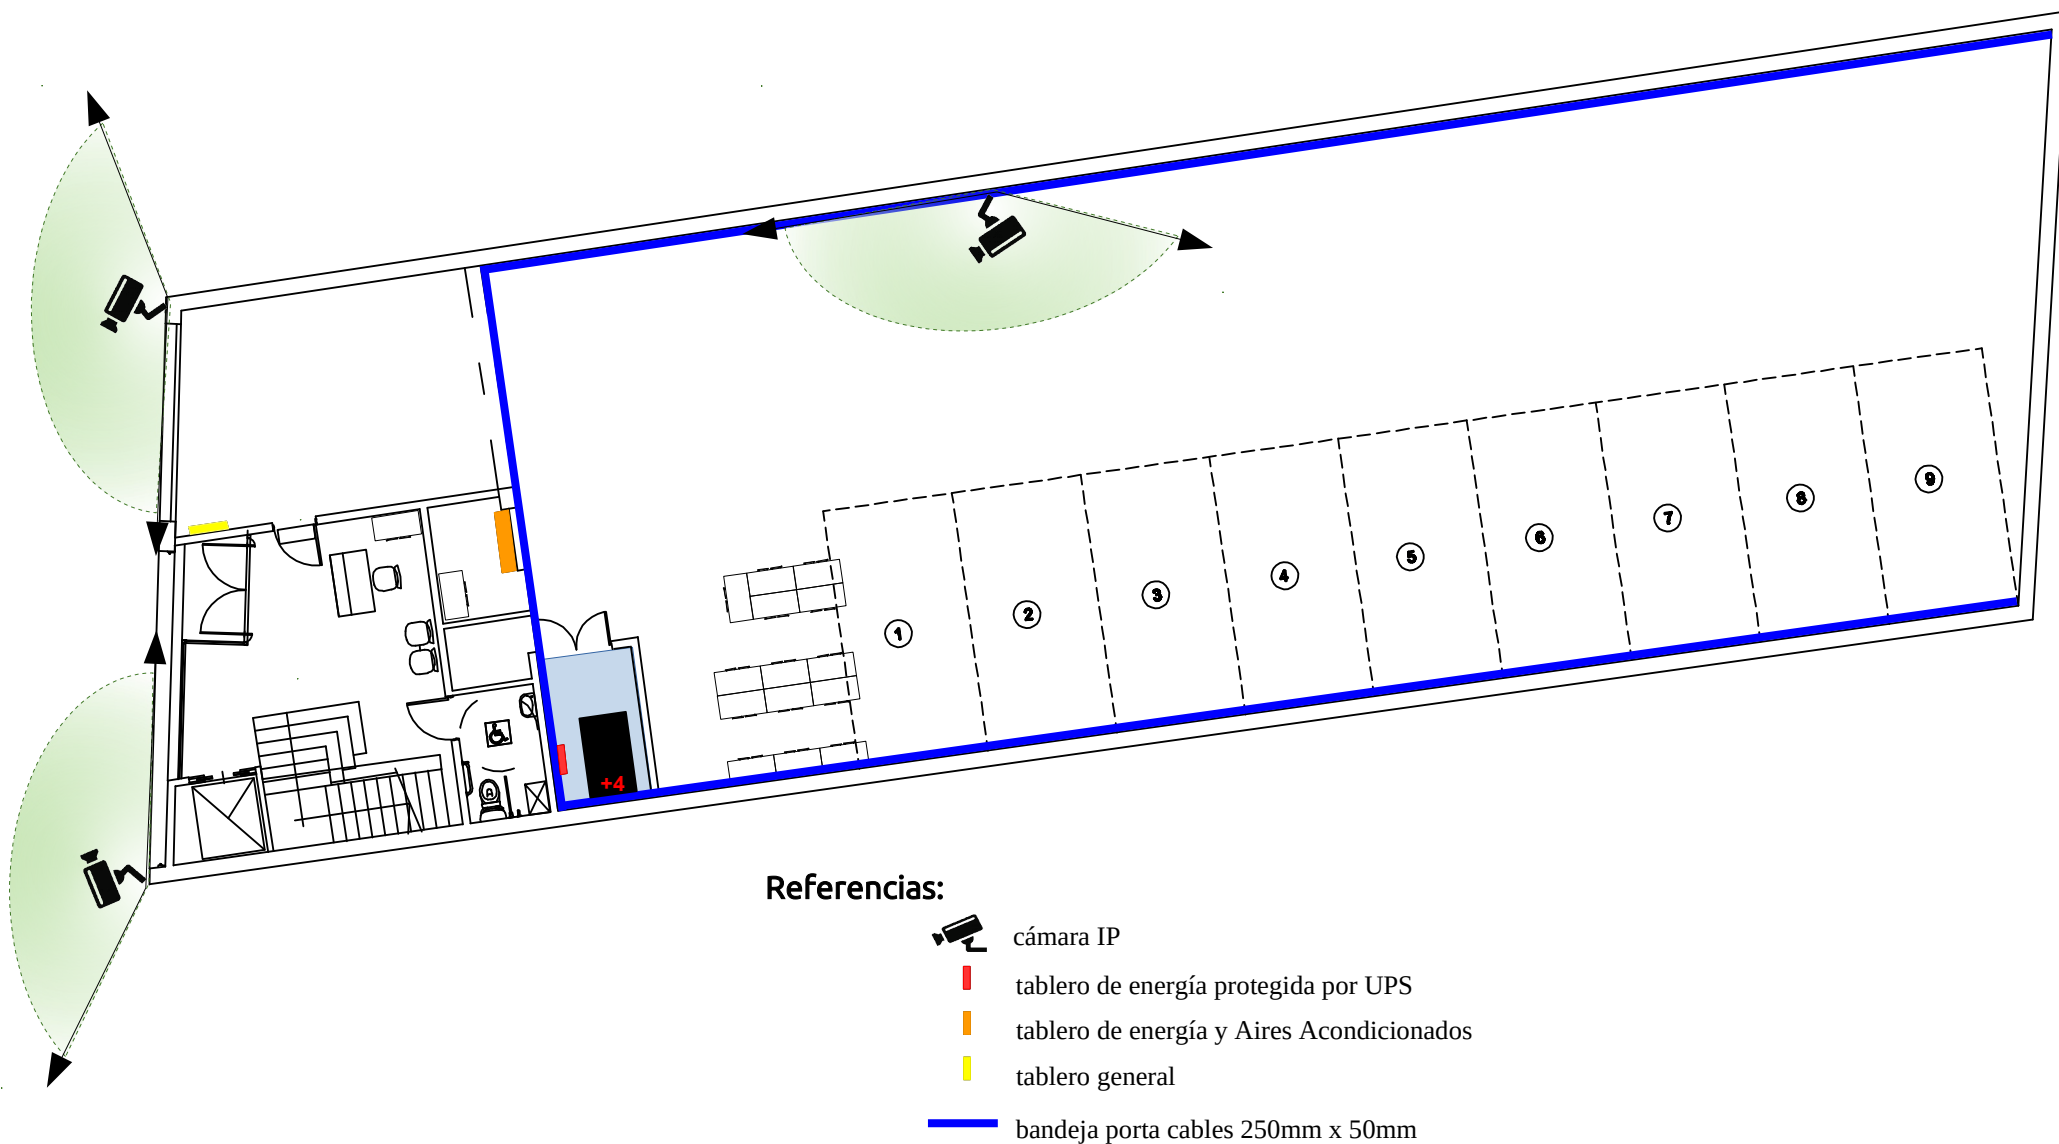 1
2
3
4
5
6
7
8
9
+4
Referencias:
cámara IP
tablero de energía protegida por UPS
tablero de energía y Aires Acondicionados
tablero general
bandeja porta cables 250mm x 50mm